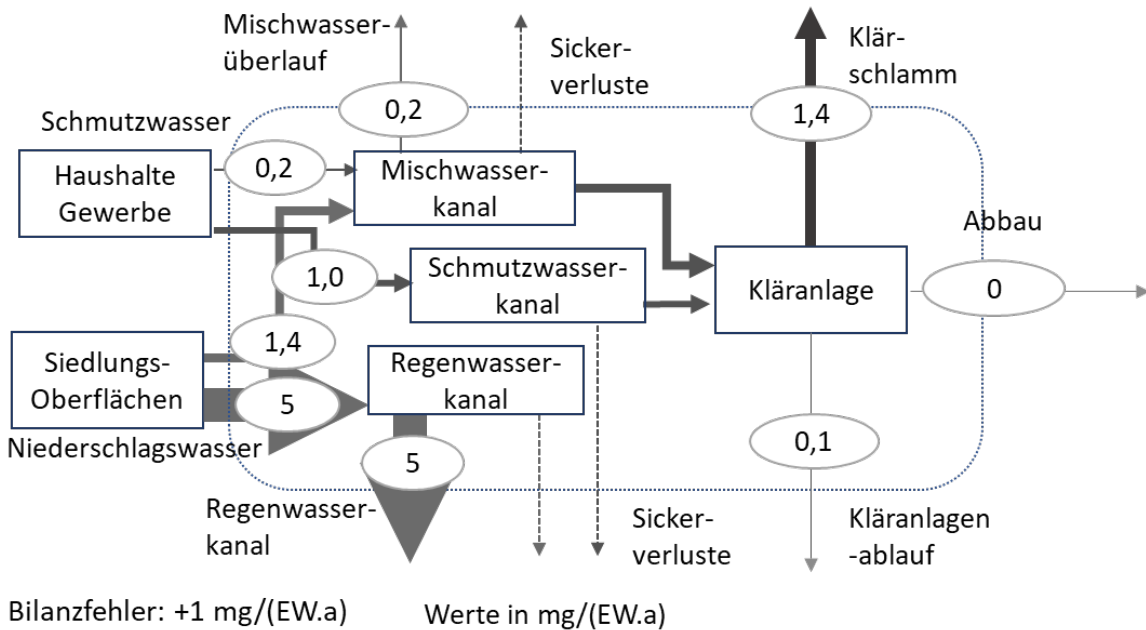 Mischwasser-
überlauf
Sicker-
verluste
Klär-
schlamm
Schmutzwasser
0,2
1,4
0,2
Haushalte
Gewerbe
Mischwasser-
kanal
Abbau
1,0
Schmutzwasser-
kanal
Kläranlage
0
1,4
Siedlungs-
Oberflächen
5
Regenwasser-
kanal
Niederschlagswasser
5
0,1
Regenwasser-
kanal
Sicker-
verluste
Kläranlagen
-ablauf
Bilanzfehler: +1 mg/(EW.a)
Werte in mg/(EW.a)